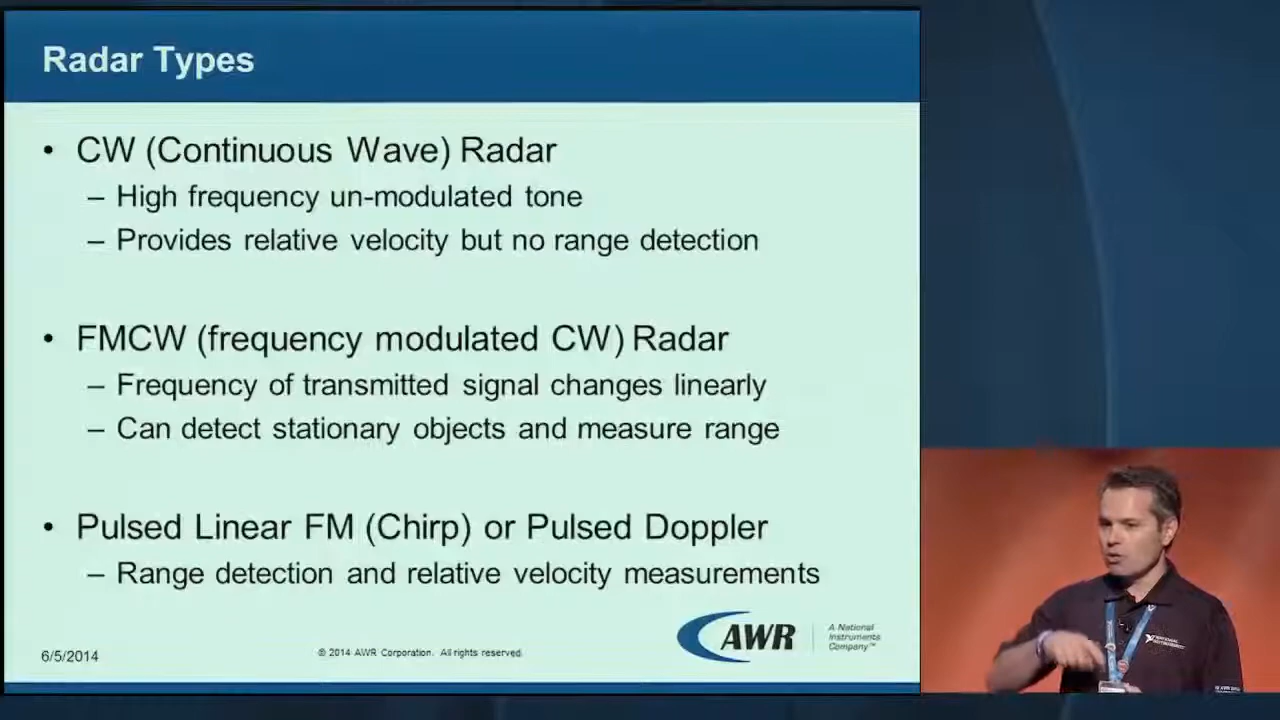 Radar Types
• CW (Continuous Wave) Radar
– High frequency un-modulated tone
– Provides relative velocity but no range detection
• FMCW (frequency modulated CW) Radar
– Frequency of transmitted signal changes linearly
– Can detect stationary objects and measure range
• Pulsed Linear FM (Chirp) or Pulsed Doppler
– Range detection and relative velocity measurements
6/5/2014
© 2014 AWR Corporation. All rights reserved.
AWR
A National
Instruments
Company™
NATIONAL
INSTRUMENTS